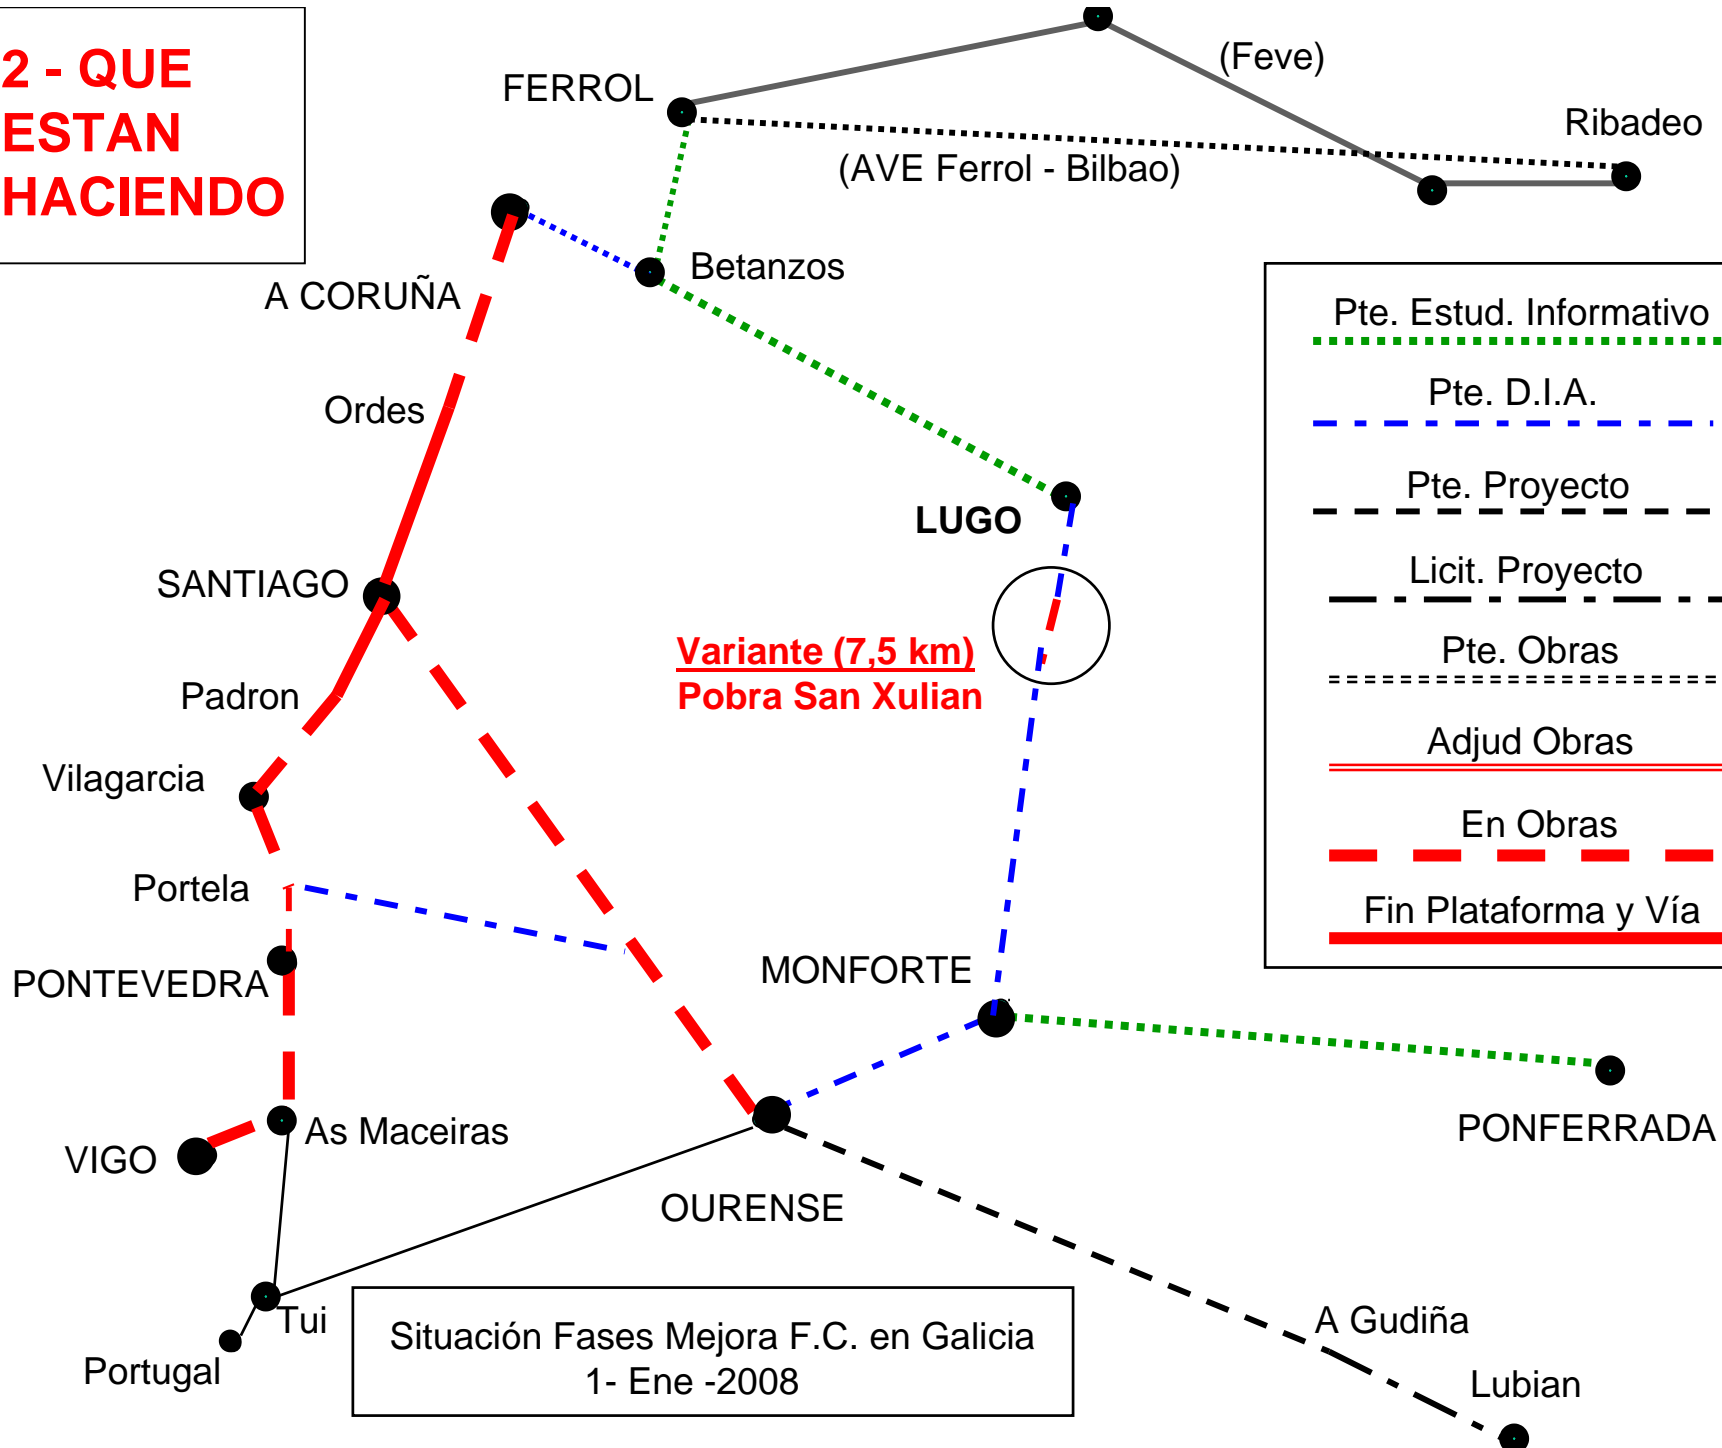 2 - QUE
ESTAN
HACIENDO
FERROL
(Feve)
Ribadeo
(AVE Ferrol - Bilbao)
Betanzos
A CORUÑA
Ordes
LUGO
SANTIAGO
Variante (7,5 km)
Pobra San Xulian
Padron
Vilagarcia
Portela
PONTEVEDRA
MONFORTE
As Maceiras
VIGO
PONFERRADA
OURENSE
Tui
Portugal
A Gudiña
Lubian
Pte. Estud. Informativo
Pte. D.I.A.
Pte. Proyecto
Licit. Proyecto
Pte. Obras
Adjud Obras
En Obras
Fin Plataforma y Vía
Situación Fases Mejora F.C. en Galicia
1- Ene -2008